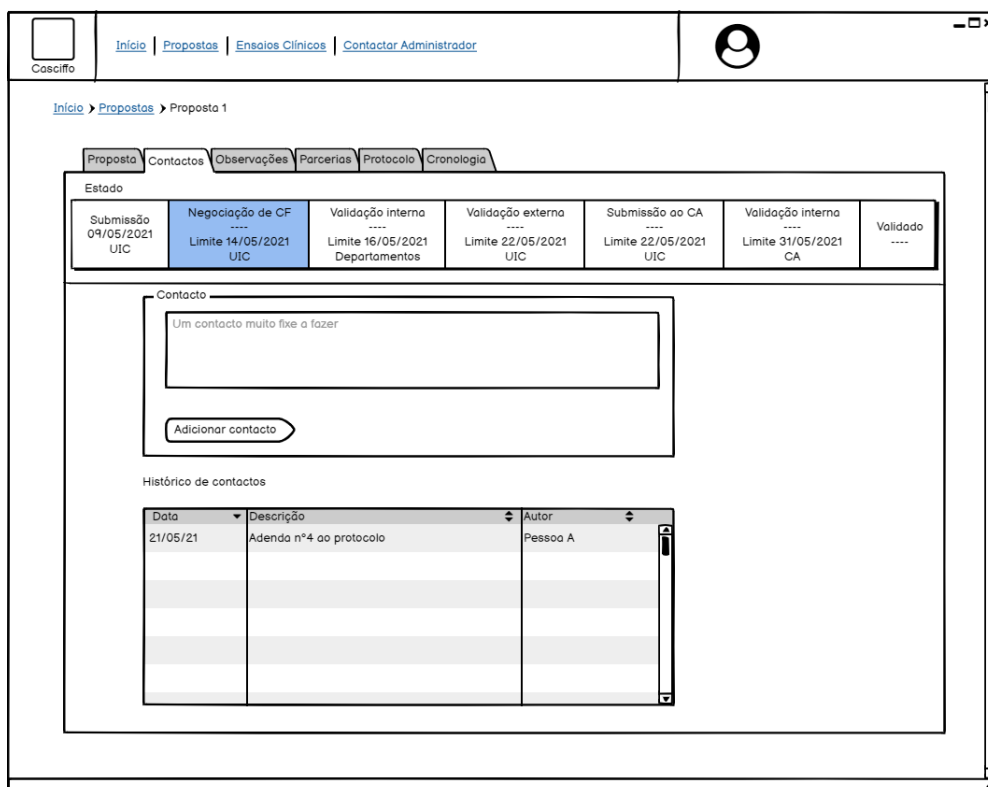 Casciffo
Início Propostas Ensaios Clínicos Contactar Administrador
Início Propostas Proposta 1
Proposta Contactos Observações Parcerias Protocolo Cronologia
Estado
Submissão
09/05/2021
UIC
Negociação de CF
----
Limite 14/05/2021
UIC
Validação interna
----
Limite 16/05/2021
Departamentos
Validação externa
----
Limite 22/05/2021
UIC
Submissão ao CA
----
Limite 22/05/2021
UIC
Validação interna
----
Limite 31/05/2021
CA
Validado
----
Contacto
Um contacto muito fixe a fazer
Adicionar contacto
Histórico de contactos
Data Descrição Autor
21/05/21 Adenda nº4 ao protocolo Pessoa A